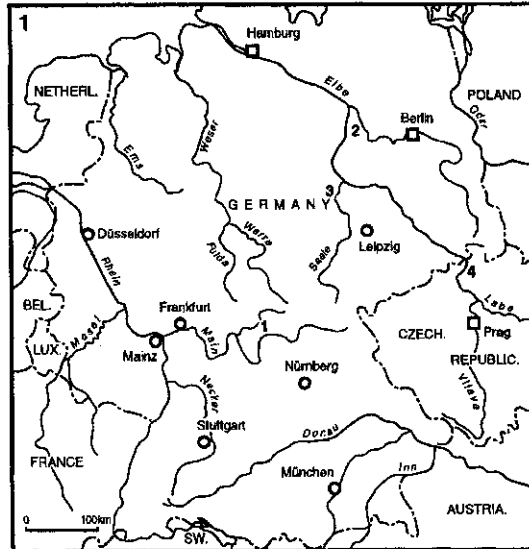 1
Hamburg
NETHERL.
Elbe
POLAND
Oder
Weser
Berlin
2
Ems
3
GERMANY
Werra
Leipzig
Düsseldorf
Fulda
Saale
4
Rhein
BEL.
Mosel
Frankfurt
Labe
LUX.
Main
1
CZECH.
Prag
Mainz
REPUBLIC.
Nürnberg
Neckar
Vltava
Stuttgart
Donau
FRANCE
München
Inn
AUSTRIA.
0 100km
SW.